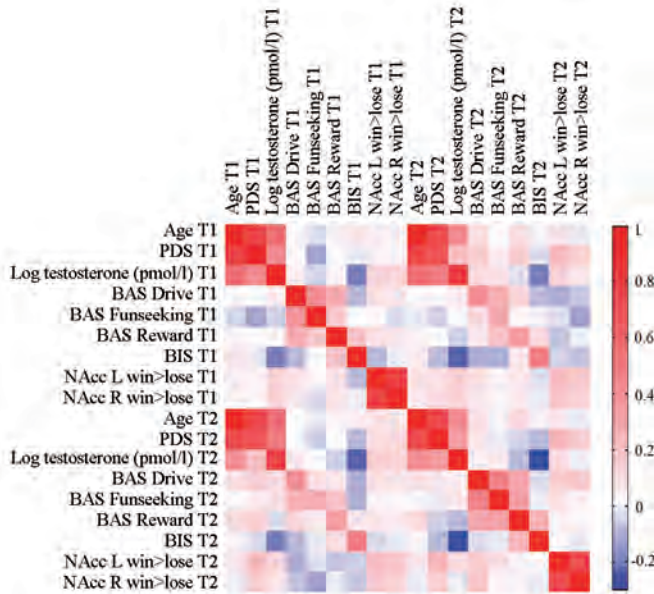 Age T1
PDS T1
Log testosterone (pmol/l) T1
BAS Drive T1
BAS Funseeking T1
BAS Reward T1
BIS T1
NAcc L win>lose T1
NAcc R win>lose T1
Age T2
PDS T2
Log testosterone (pmol/l) T2
BAS Drive T2
BAS Funseeking T2
BAS Reward T2
BIS T2
NAcc L win>lose T2
NAcc R win>lose T2
Age T1
PDS T1
Log testosterone (pmol/l) T1
BAS Drive T1
BAS Funseeking T1
BAS Reward T1
BIS T1
NAcc L win>lose T1
NAcc R win>lose T1
Age T2
PDS T2
Log testosterone (pmol/l) T2
BAS Drive T2
BAS Funseeking T2
BAS Reward T2
BIS T2
NAcc L win>lose T2
NAcc R win>lose T2
1
0.8
0.6
0.4
0.2
0
-0.2